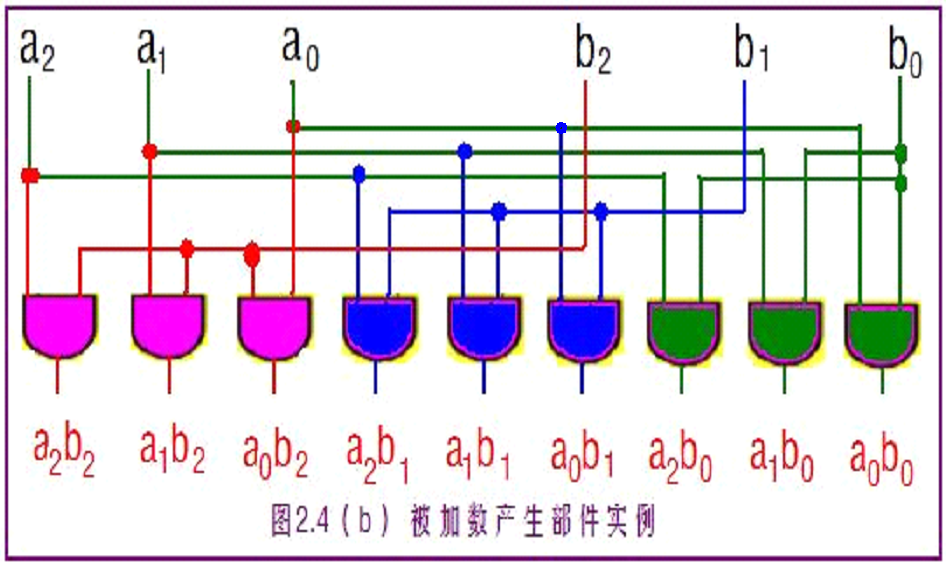 a₂ a₁ a₀ b₂ b₁ b₀
a₂b₂ a₁b₂ a₀b₂ a₂b₁ a₁b₁ a₀b₁ a₂b₀ a₁b₀ a₀b₀
图2.4(b) 被加数产生部件实例